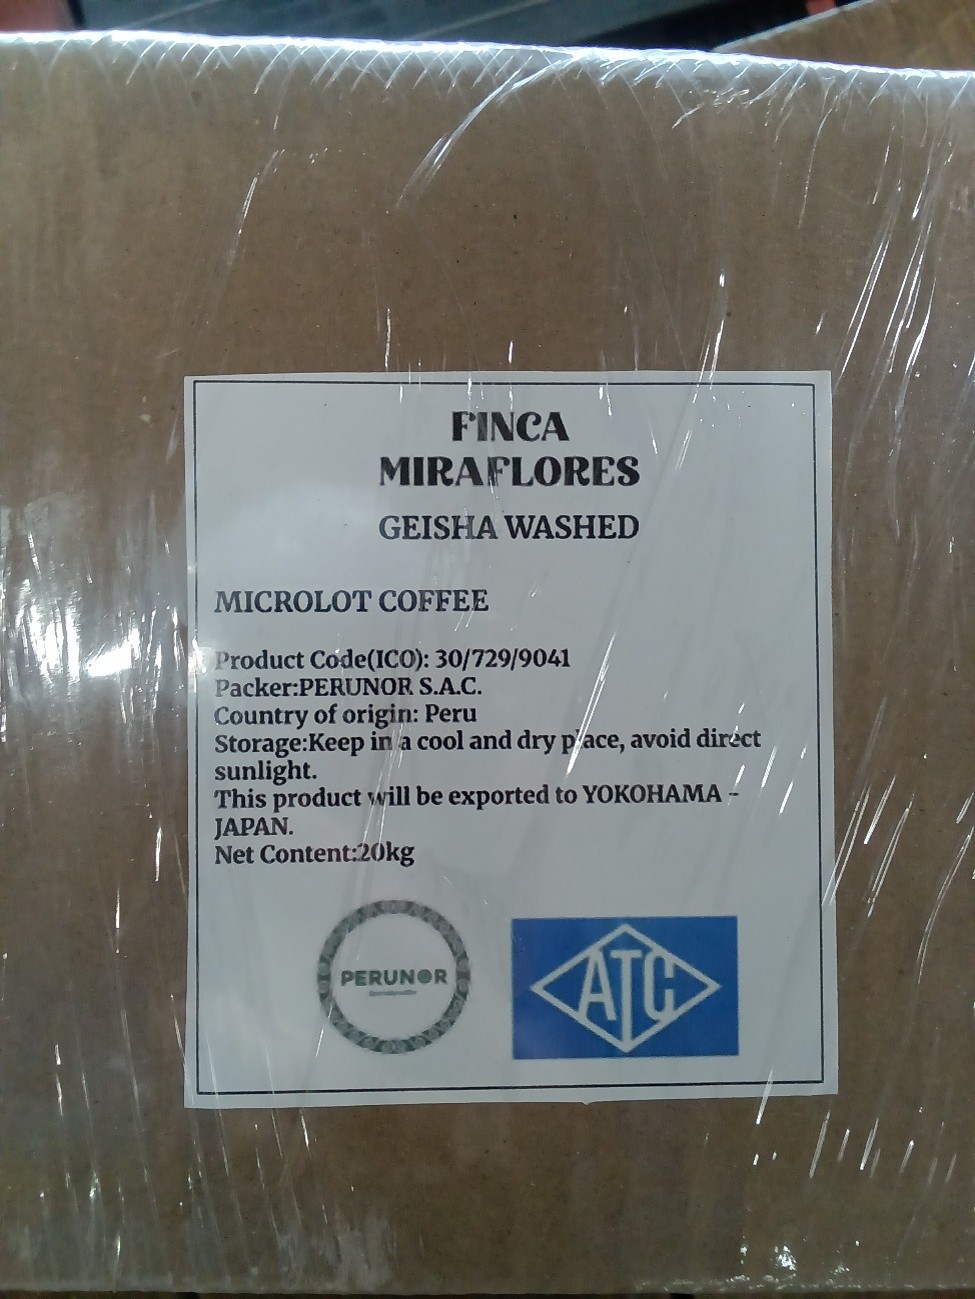 FINCA
MIRAFLORES
GEISHA WASHED
MICROLOT COFFEE
Product Code(ICO): 30/729/9041
Packer:PERUNOR S.A.C.
Country of origin: Peru
Storage:Keep in a cool and dry place, avoid direct
sunlight.
This product will be exported to YOKOHAMA -
JAPAN.
Net Content:20kg
PERUNOR
ATC